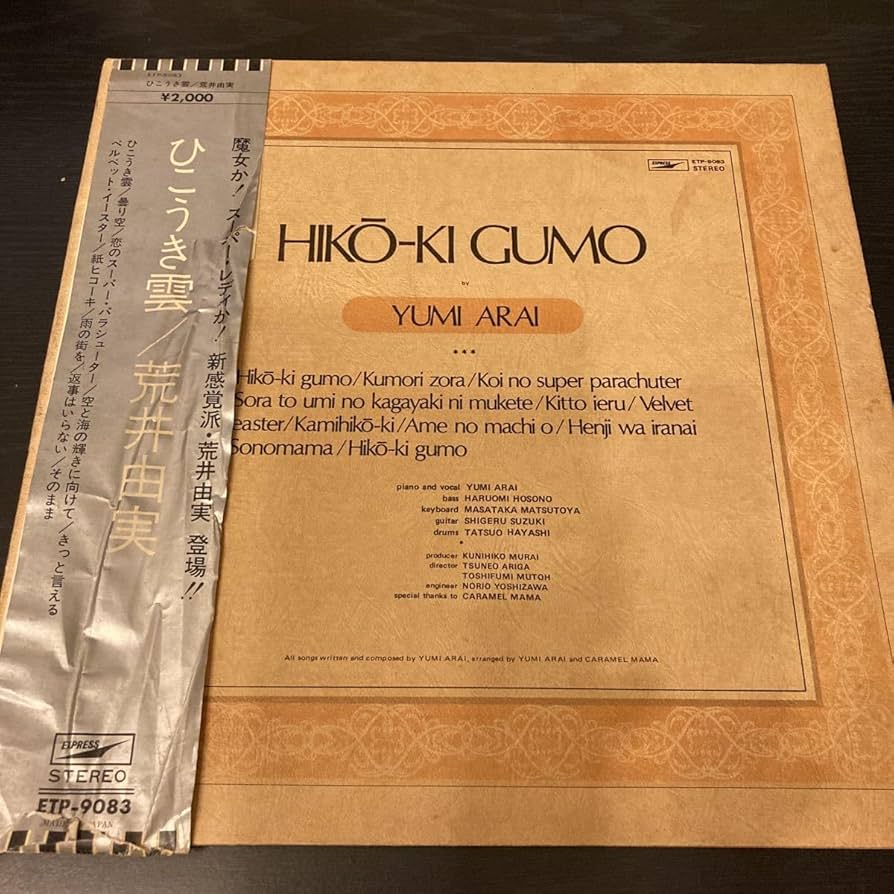 ETP-9083
ひこうき雲/荒井由実
¥2,000
魔女か!スーパー・レディか!新感覚派・荒井由実 登場!!
ひこうき雲/荒井由実
ひこうき雲/曇り空/恋のスーパー・パラシューター/空と海の輝きに向けて/きっと言える
ベルベット・イースター/紙ヒコーキ/雨の街を/返事はいらない/そのまま
EXPRESS
STEREO
ETP-9083
MADE IN JAPAN
EXPRESS
ETP-9083
STEREO
HIKŌ-KI GUMO
by
YUMI ARAI
***
Hikō-ki gumo/Kumori zora/Koi no super parachuter
Sora to umi no kagayaki ni mukete/Kitto ieru/Velvet
easter/Kamihikō-ki/Ame no machi o/Henji wa iranai
Sonomama/Hikō-ki gumo
piano and vocal YUMI ARAI
bass HARUOMI HOSONO
keyboard MASATAKA MATSUTOYA
guitar SHIGERU SUZUKI
drums TATSUO HAYASHI
producer KUNIHIKO MURAI
director TSUNEO ARIGA
TOSHIFUMI MUTOH
engineer NORIO YOSHIZAWA
special thanks to CARAMEL MAMA
All songs written and composed by YUMI ARAI, arranged by YUMI ARAI and CARAMEL MAMA